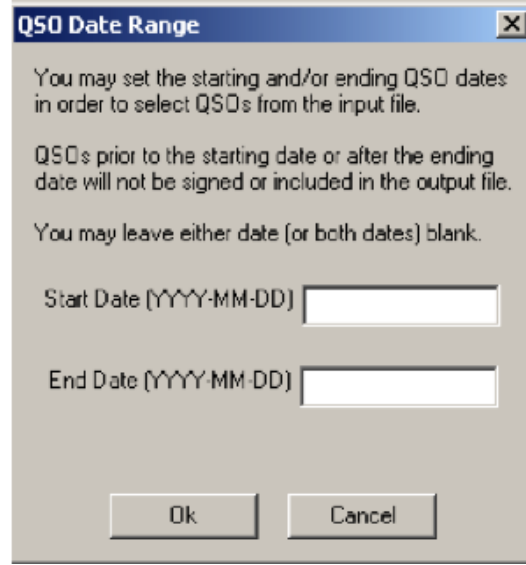 QSO Date Range
You may set the starting and/or ending QSO dates
in order to select QSOs from the input file.
QSOs prior to the starting date or after the ending
date will not be signed or included in the output file.
You may leave either date (or both dates) blank.
Start Date (YYYY-MM-DD)
End Date (YYYY-MM-DD)
Ok Cancel